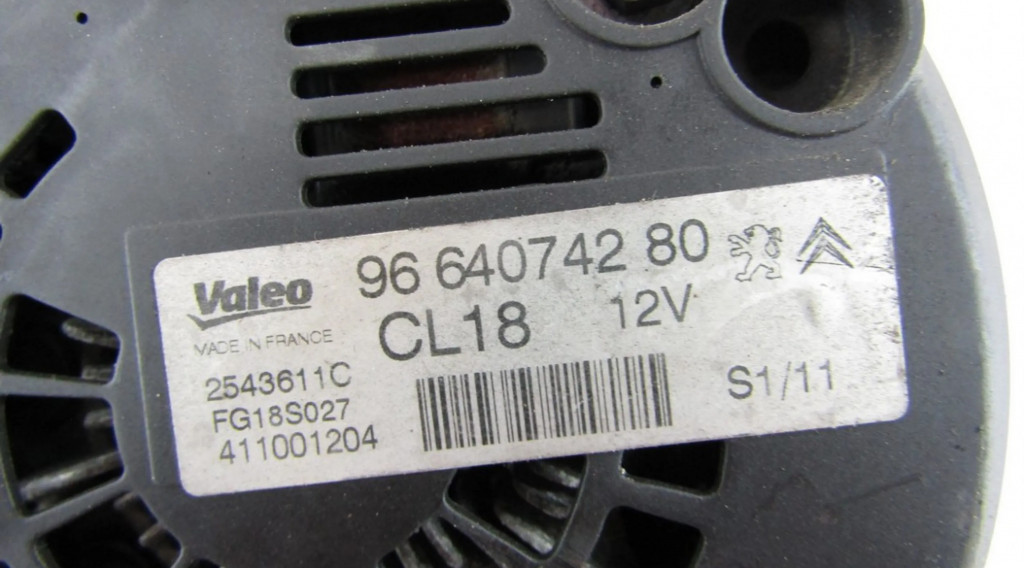 Valeo 96 640742 80
MADE IN FRANCE CL18 12V
2543611C
FG18S027 S1/11
411001204